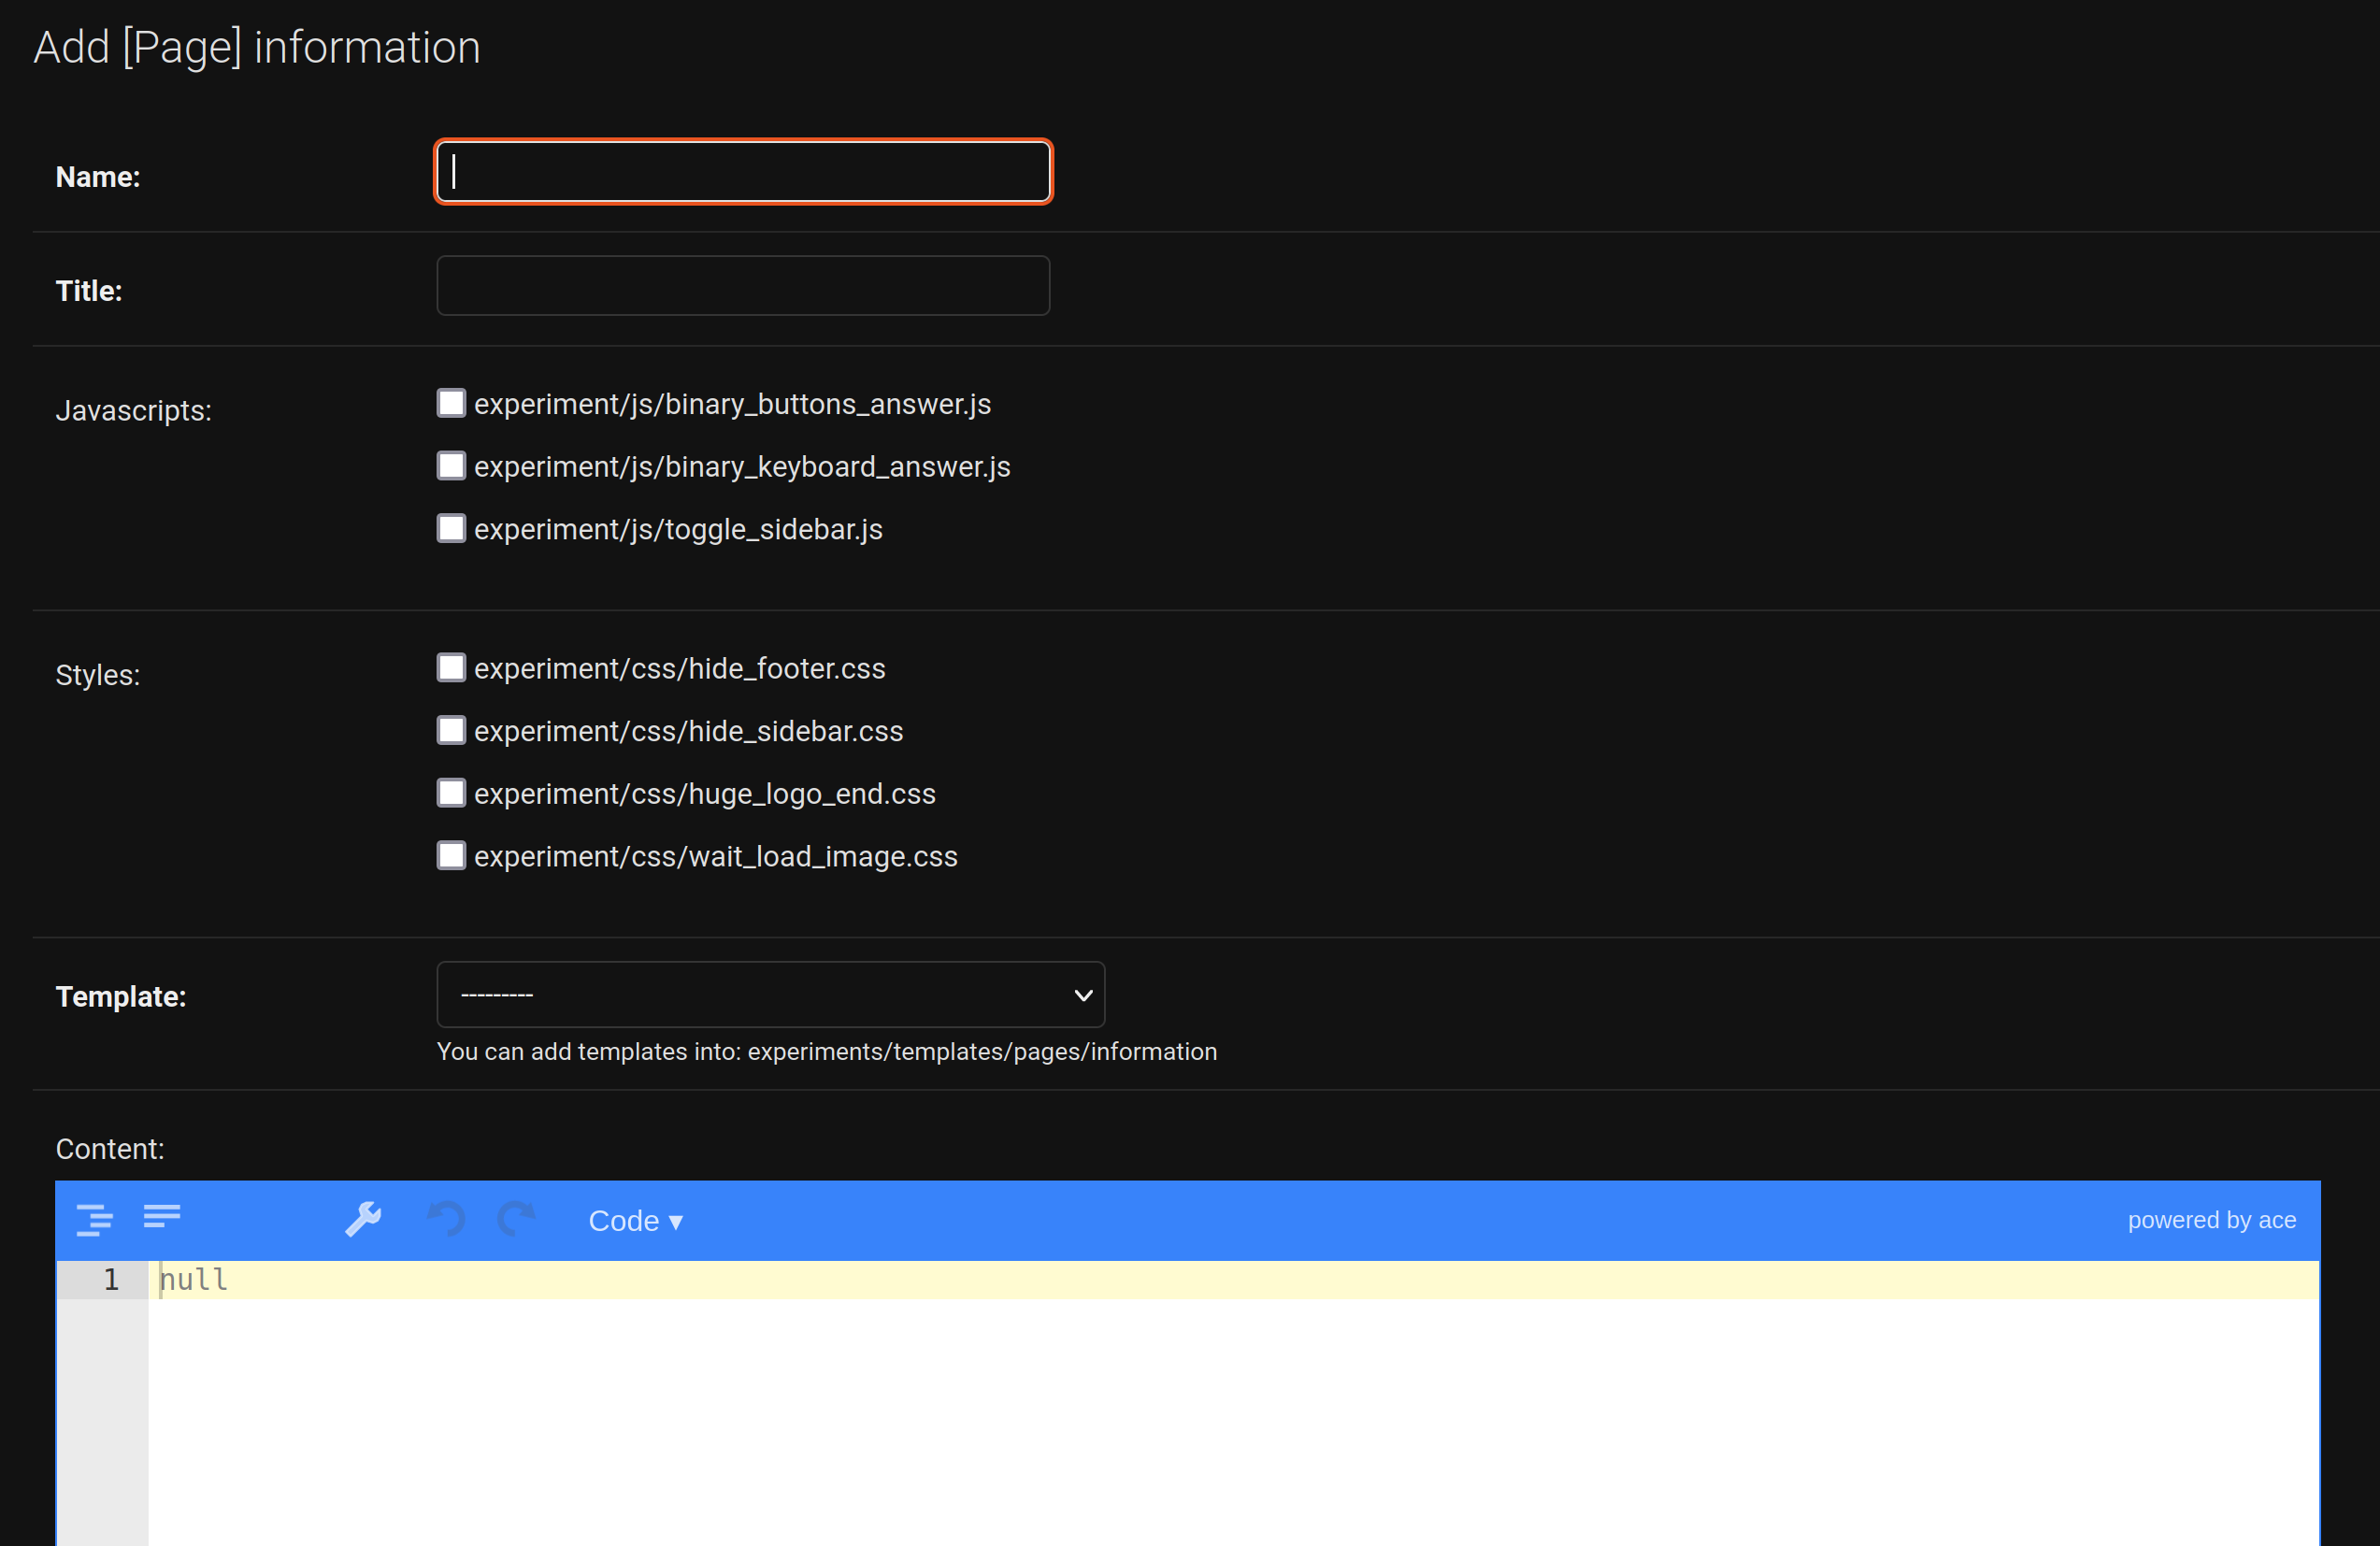 Add [Page] information
Name:
Title:
Javascripts:
experiment/js/binary_buttons_answer.js
experiment/js/binary_keyboard_answer.js
experiment/js/toggle_sidebar.js
Styles:
experiment/css/hide_footer.css
experiment/css/hide_sidebar.css
experiment/css/huge_logo_end.css
experiment/css/wait_load_image.css
Template:
---------
You can add templates into: experiments/templates/pages/information
Content:
Code ▾ powered by ace
1 null